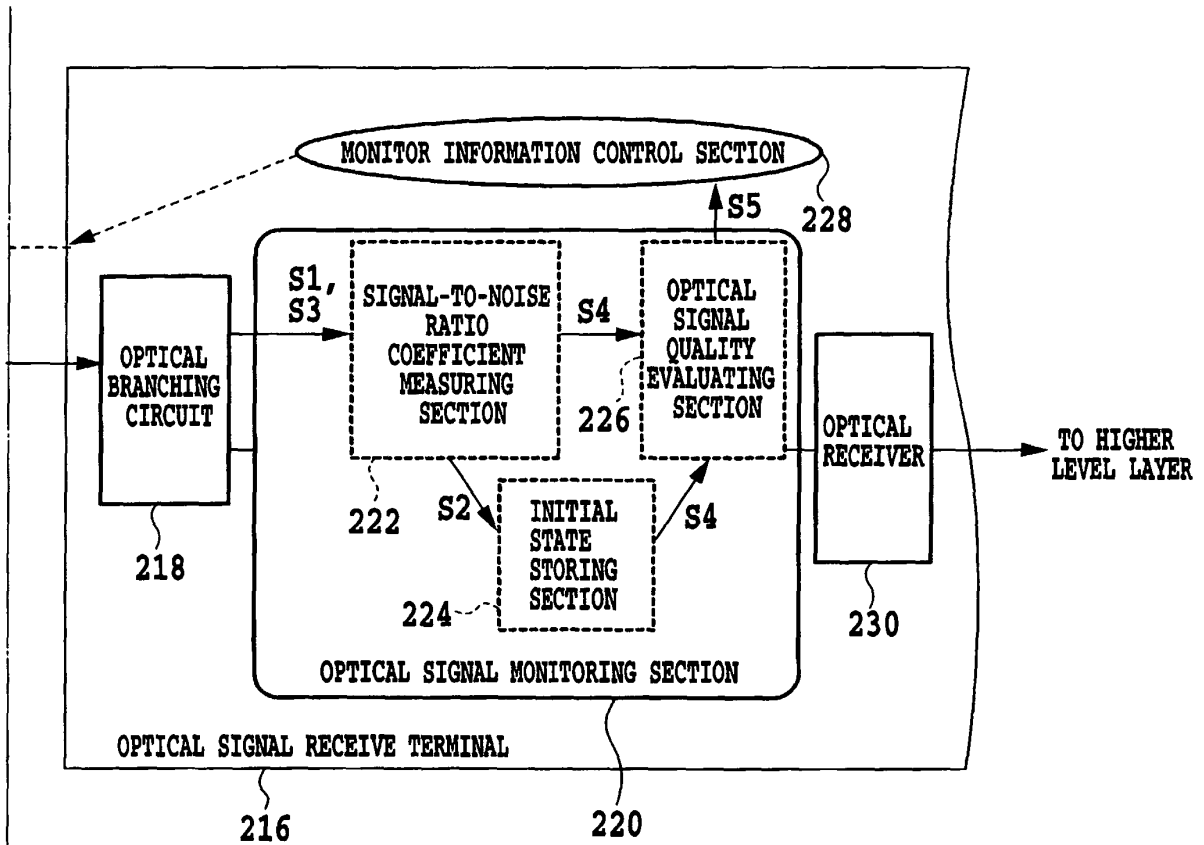 MONITOR INFORMATION CONTROL SECTION
228
S5
S1,
S3
SIGNAL-TO-NOISE
RATIO
COEFFICIENT
MEASURING
SECTION
222
S4
OPTICAL
SIGNAL
QUALITY
EVALUATING
SECTION
226
OPTICAL
BRANCHING
CIRCUIT
218
S2
INITIAL
STATE
STORING
SECTION
224
S4
OPTICAL
RECEIVER
230
TO HIGHER
LEVEL LAYER
OPTICAL SIGNAL MONITORING SECTION
220
OPTICAL SIGNAL RECEIVE TERMINAL
216